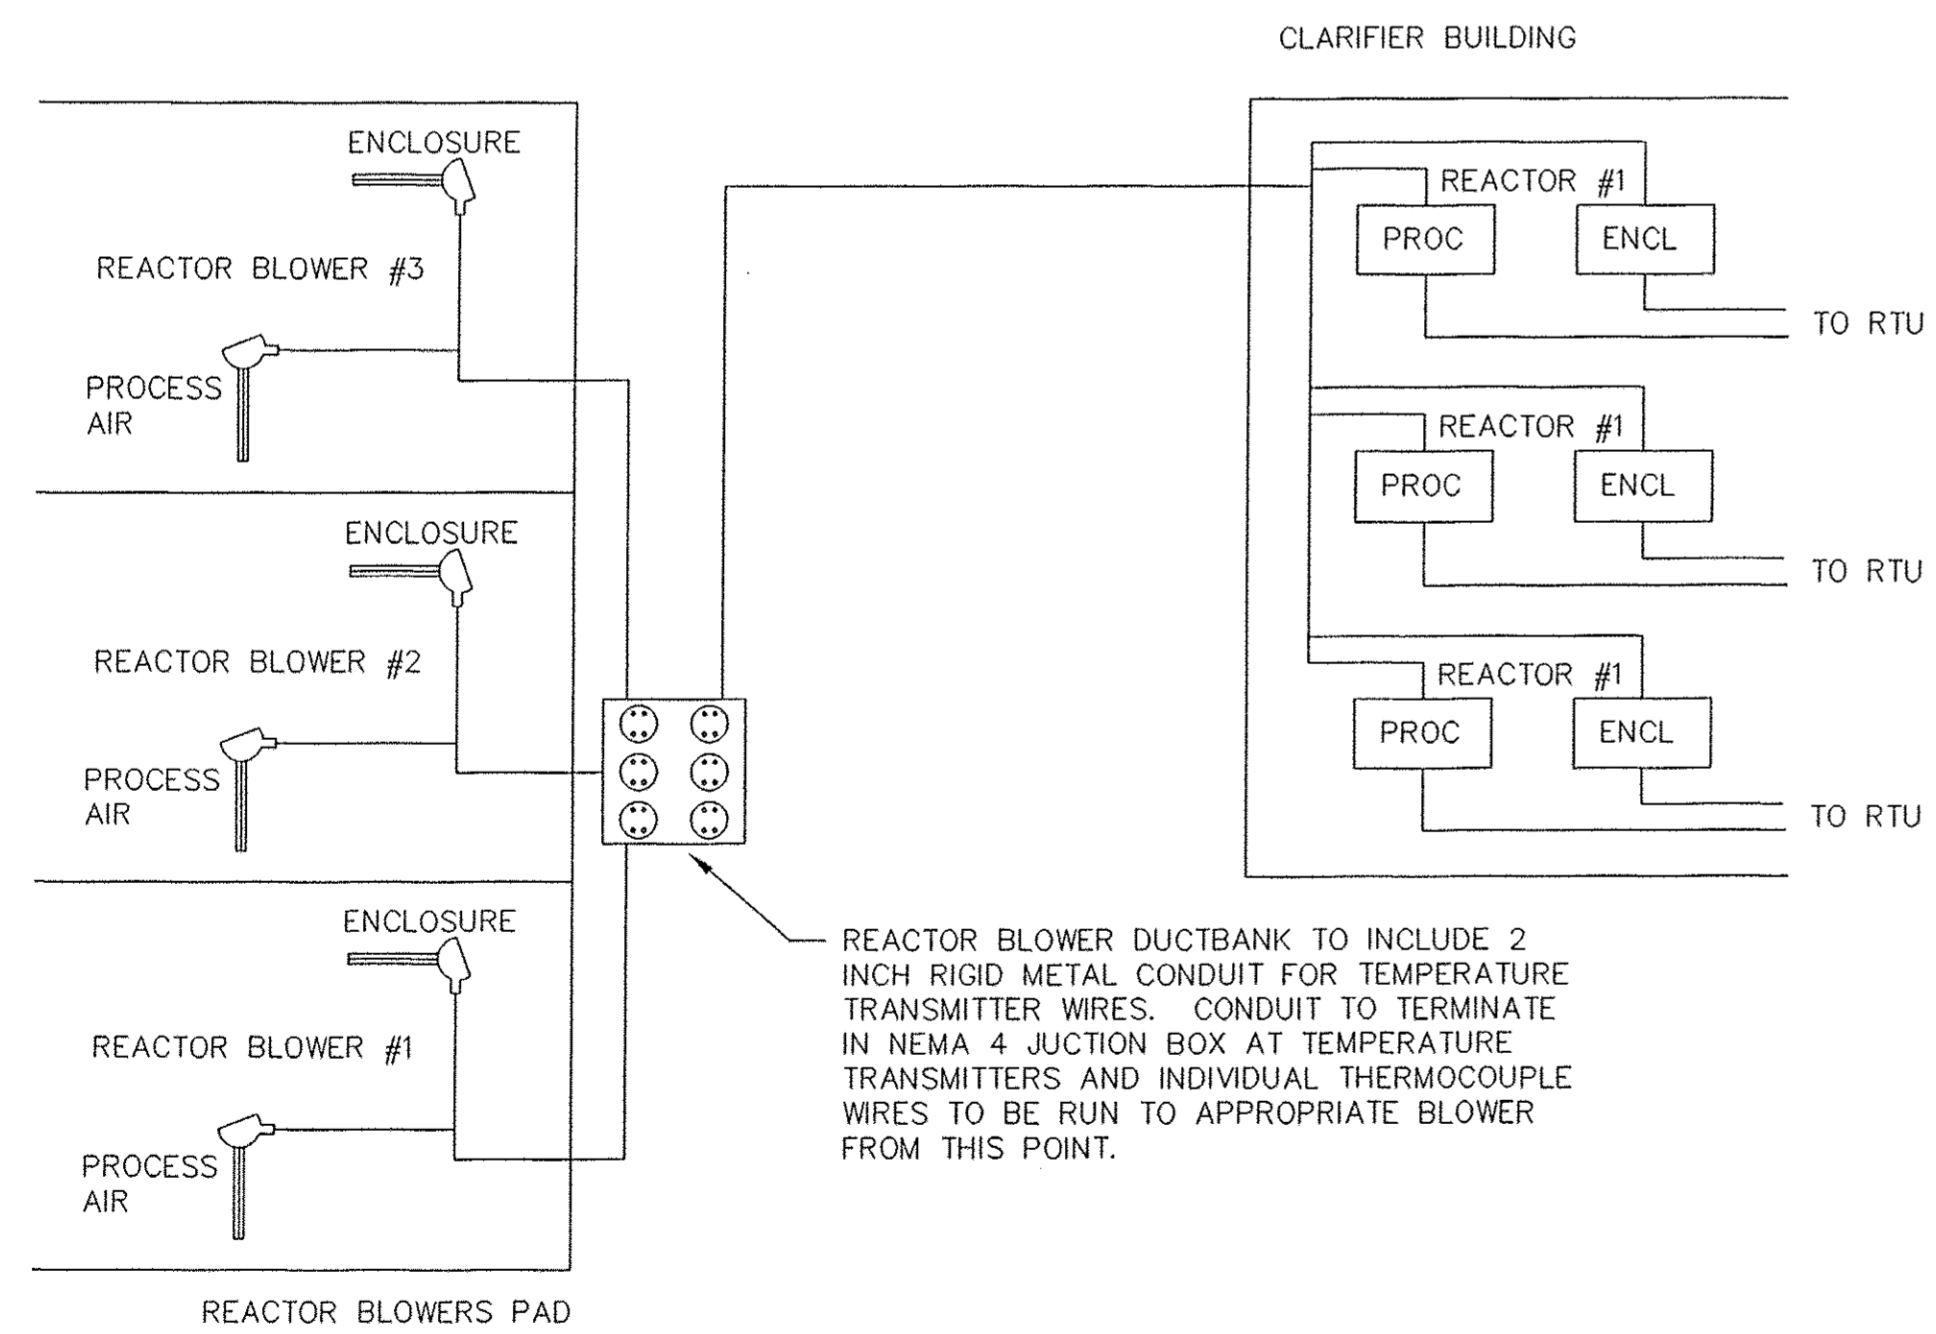 CLARIFIER BUILDING
ENCLOSURE
REACTOR BLOWER #3
PROCESS
AIR
ENCLOSURE
REACTOR BLOWER #2
PROCESS
AIR
ENCLOSURE
REACTOR BLOWER #1
PROCESS
AIR
REACTOR BLOWERS PAD
REACTOR #1
PROC
ENCL
TO RTU
REACTOR #1
PROC
ENCL
TO RTU
REACTOR #1
PROC
ENCL
TO RTU
REACTOR BLOWER DUCTBANK TO INCLUDE 2
INCH RIGID METAL CONDUIT FOR TEMPERATURE
TRANSMITTER WIRES. CONDUIT TO TERMINATE
IN NEMA 4 JUCTION BOX AT TEMPERATURE
TRANSMITTERS AND INDIVIDUAL THERMOCOUPLE
WIRES TO BE RUN TO APPROPRIATE BLOWER
FROM THIS POINT.